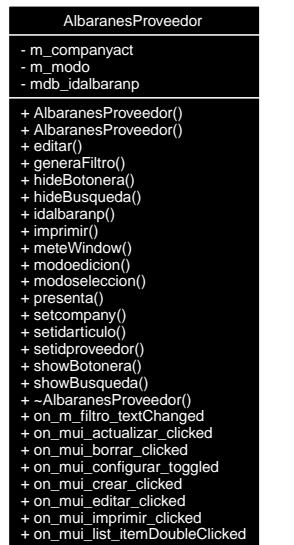 AlbaranesProveedor
- m_companyact
- m_modo
- mdb_idalbaranp
+ AlbaranesProveedor()
+ AlbaranesProveedor()
+ editar()
+ generaFiltro()
+ hideBotonera()
+ hideBusqueda()
+ idalbaranp()
+ imprimir()
+ meteWindow()
+ modoedicion()
+ modoseleccion()
+ presenta()
+ setcompany()
+ setidarticulo()
+ setidproveedor()
+ showBotonera()
+ showBusqueda()
+ ~AlbaranesProveedor()
+ on_m_filtro_textChanged
+ on_mui_actualizar_clicked
+ on_mui_borrar_clicked
+ on_mui_configurar_toggled
+ on_mui_crear_clicked
+ on_mui_editar_clicked
+ on_mui_imprimir_clicked
+ on_mui_list_itemDoubleClicked